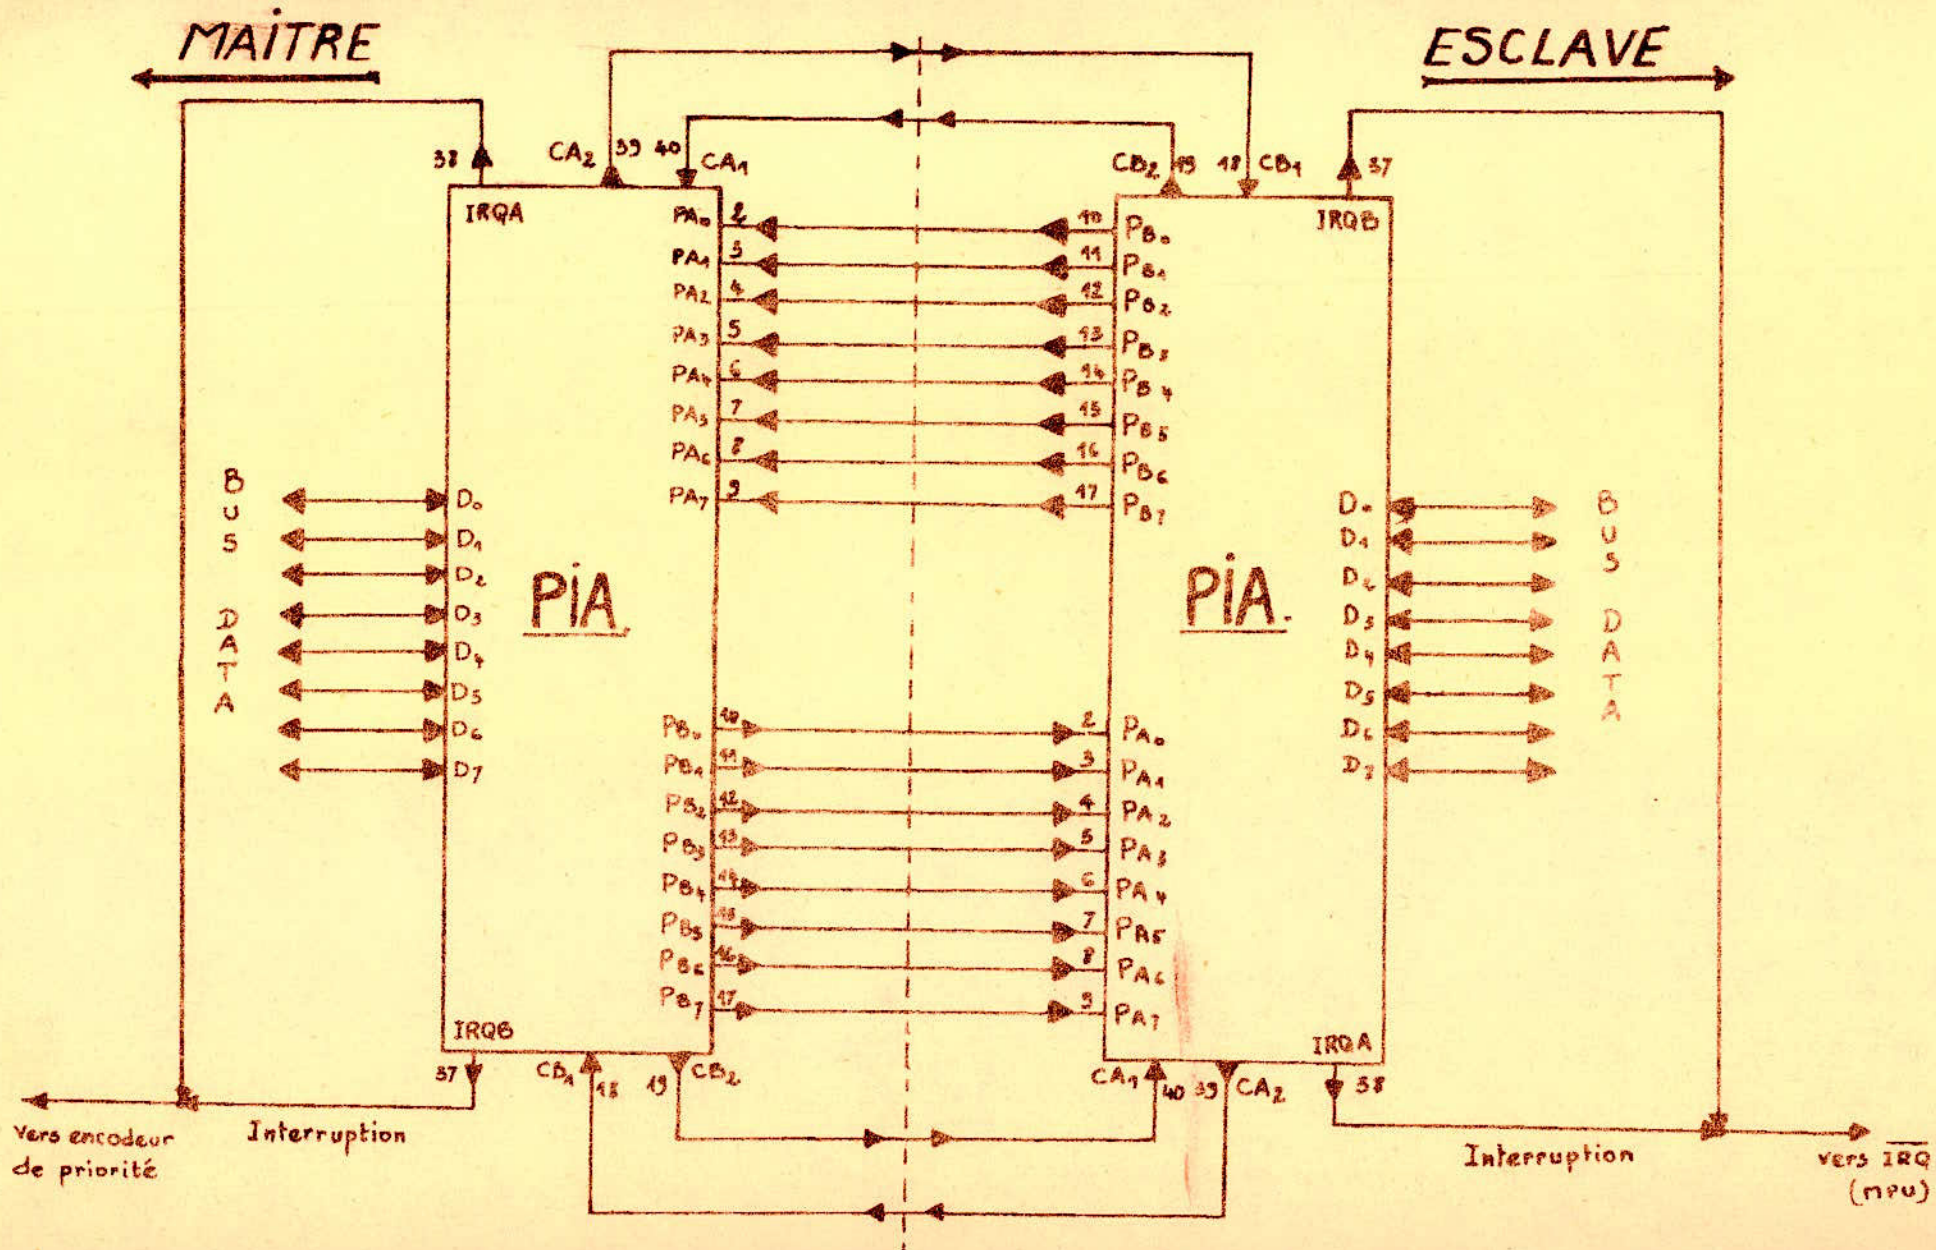 MAITRE
ESCLAVE
38
CA2
39
40
CA1
CB2
19
18
CB1
37
IRQA
IRQB
PA0 2
10 PB0
PA1 3
11 PB1
PA2 4
12 PB2
PA3 5
13 PB3
PA4 6
14 PB4
PA5 7
15 PB5
PA6 8
16 PB6
PA7 9
17 PB7
BUS DATA
D0
D1
D2
D3
D4
D5
D6
D7
PIA.
PIA.
D0
D1
D2
D3
D4
D5
D6
D7
BUS DATA
PB0 10
2 PA0
PB1 11
3 PA1
PB2 12
4 PA2
PB3 13
5 PA3
PB4 14
6 PA4
PB5 15
7 PA5
PB6 16
8 PA6
PB7 17
9 PA7
IRQB
IRQA
37
CB1
18
19
CB2
CA1
40
39
CA2
38
Vers encodeur
de priorité
Interruption
Interruption
vers IRQ
(MPU)